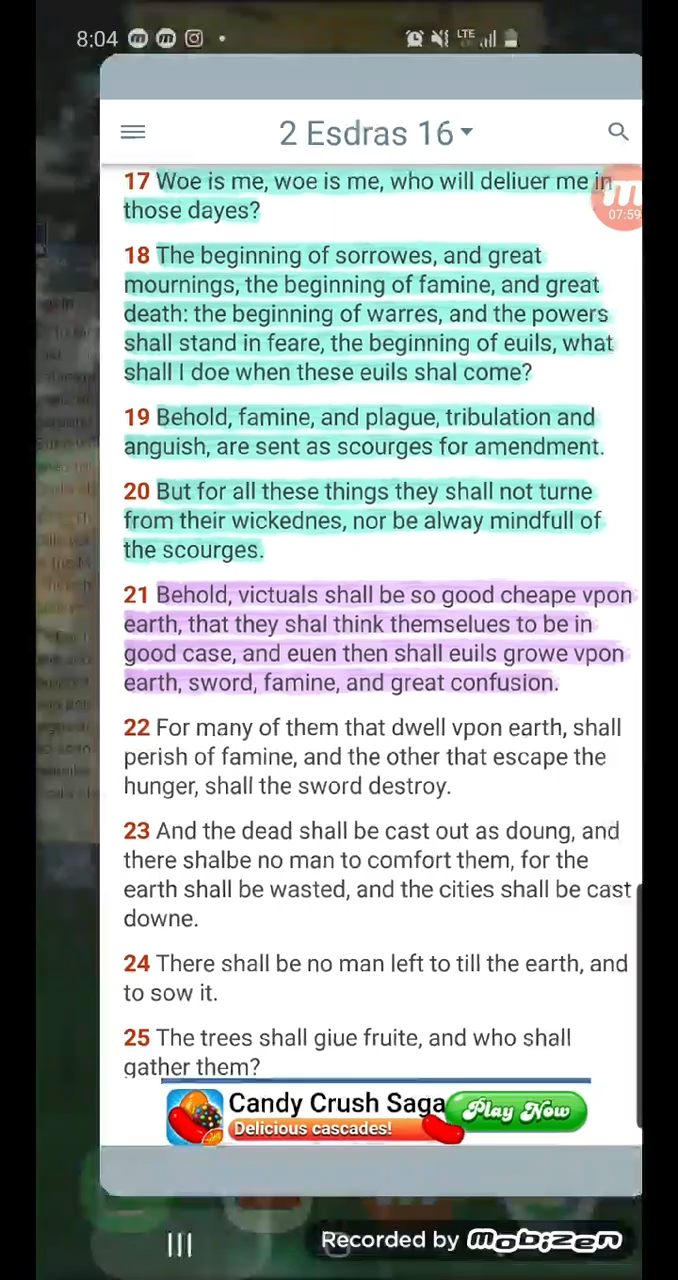 8:04
LTE
2 Esdras 16
07:59
17 Woe is me, woe is me, who will deliuer me in
those dayes?
18 The beginning of sorrowes, and great
mournings, the beginning of famine, and great
death: the beginning of warres, and the powers
shall stand in feare, the beginning of euils, what
shall I doe when these euils shal come?
19 Behold, famine, and plague, tribulation and
anguish, are sent as scourges for amendment.
20 But for all these things they shall not turne
from their wickednes, nor be alway mindfull of
the scourges.
21 Behold, victuals shall be so good cheape vpon
earth, that they shal think themselues to be in
good case, and euen then shall euils growe vpon
earth, sword, famine, and great confusion.
22 For many of them that dwell vpon earth, shall
perish of famine, and the other that escape the
hunger, shall the sword destroy.
23 And the dead shall be cast out as doung, and
there shalbe no man to comfort them, for the
earth shall be wasted, and the cities shall be cast
downe.
24 There shall be no man left to till the earth, and
to sow it.
25 The trees shall giue fruite, and who shall
gather them?
Candy Crush Saga
Play Now
Delicious cascades!
Recorded by mobizen